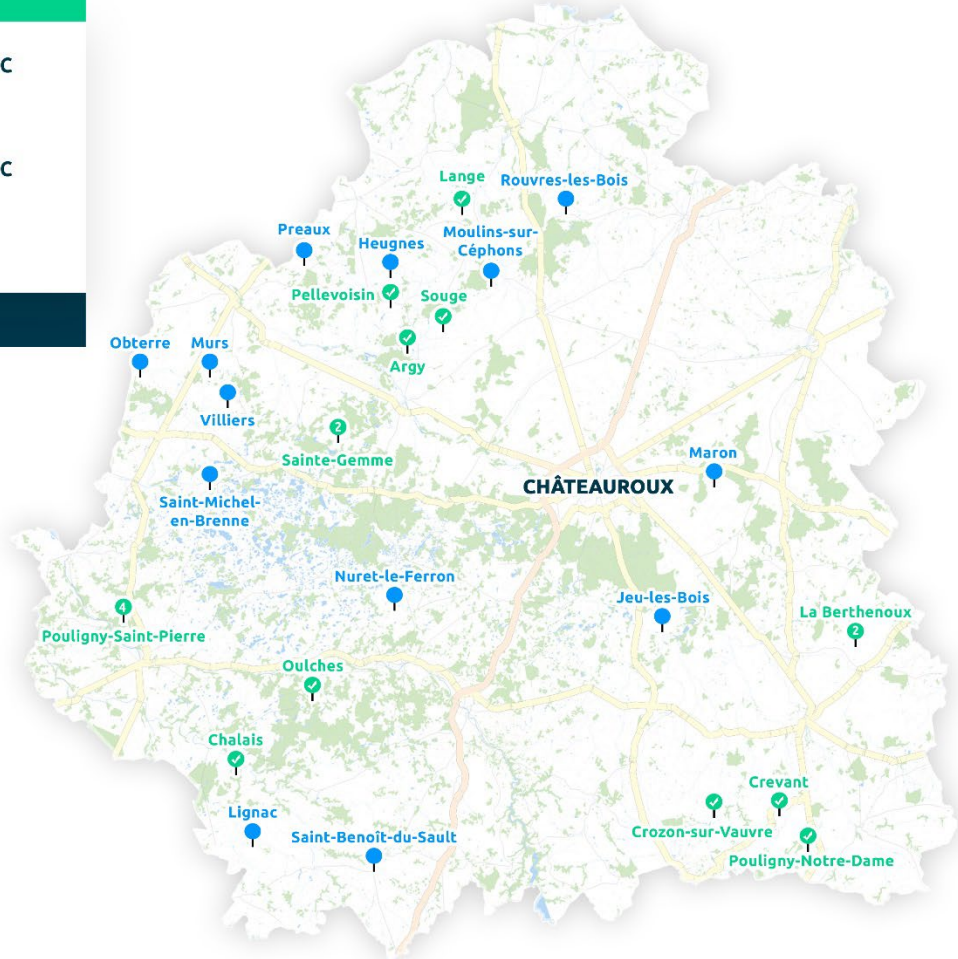 C
C
Lange
Rouvres-les-Bois
Preaux
Heugnes
Moulins-sur-
Céphons
Pellevoisin
Souge
Obterre
Murs
Argy
Villiers
2
Sainte-Gemme
Maron
CHÂTEAUROUX
Saint-Michel-
en-Brenne
Nuret-le-Ferron
Jeu-les-Bois
4
Pouligny-Saint-Pierre
La Berthenoux
2
Oulches
Chalais
Crevant
Lignac
Saint-Benoît-du-Sault
Crozon-sur-Vauvre
Pouligny-Notre-Dame